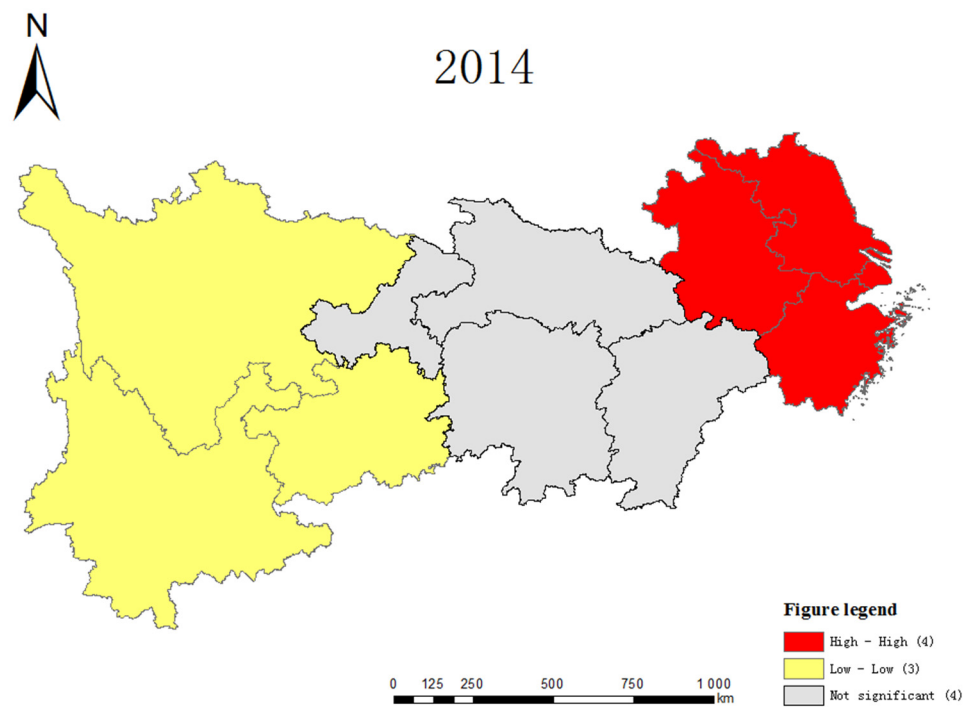 N
2014
Figure legend
High - High (4)
Low - Low (3)
Not significant (4)
0 125 250 500 750 1 000
km